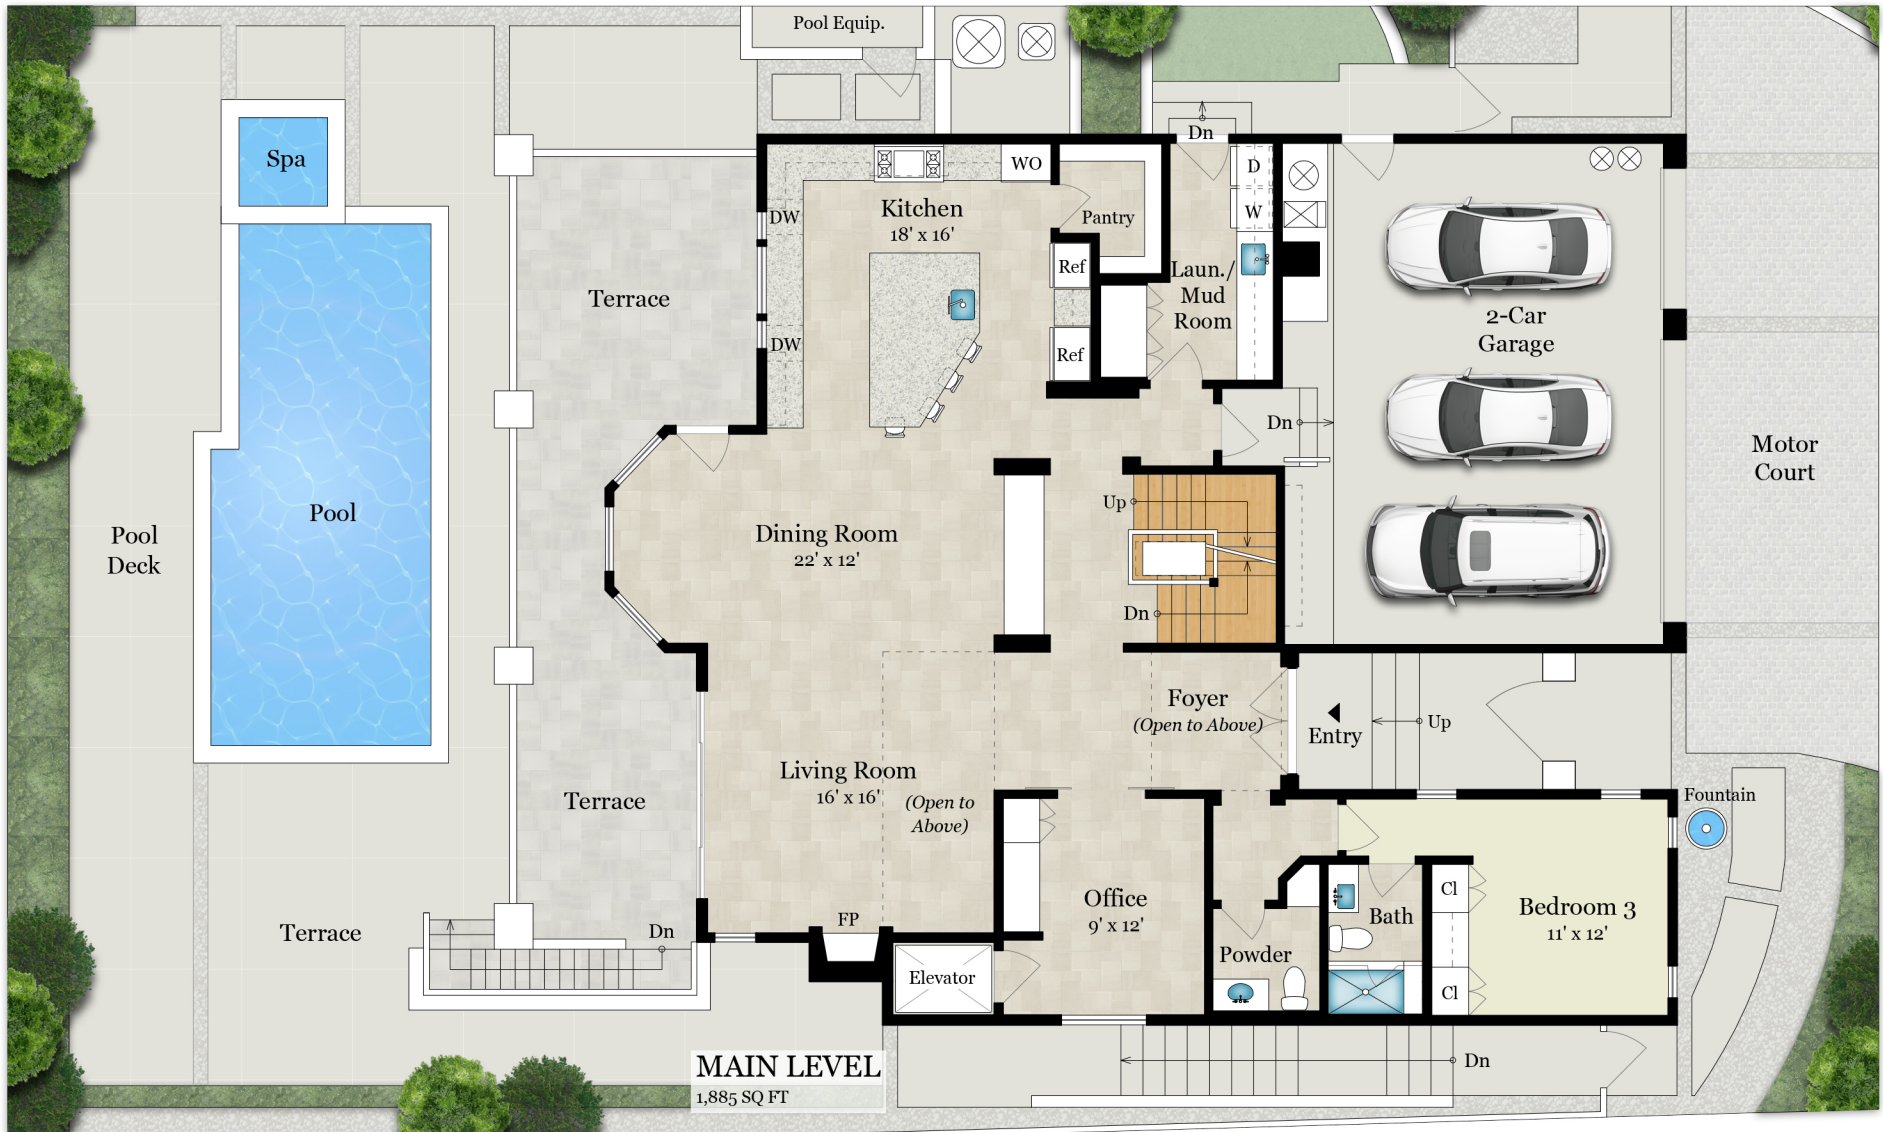 Pool Equip.
Dn
Spa
WO
D
W
DW
Kitchen
18' x 16'
Pantry
Ref
Laun./
Mud
Room
Terrace
DW
Ref
2-Car
Garage
Dn
Motor
Court
Up
Pool
Pool
Deck
Dining Room
22' x 12'
Dn
Foyer
(Open to Above)
Entry
Up
Living Room
16' x 16'
(Open to
Above)
Terrace
Fountain
Office
9' x 12'
Cl
Bath
Bedroom 3
11' x 12'
FP
Terrace
Dn
Powder
Elevator
Cl
Dn
MAIN LEVEL
1,885 SQ FT